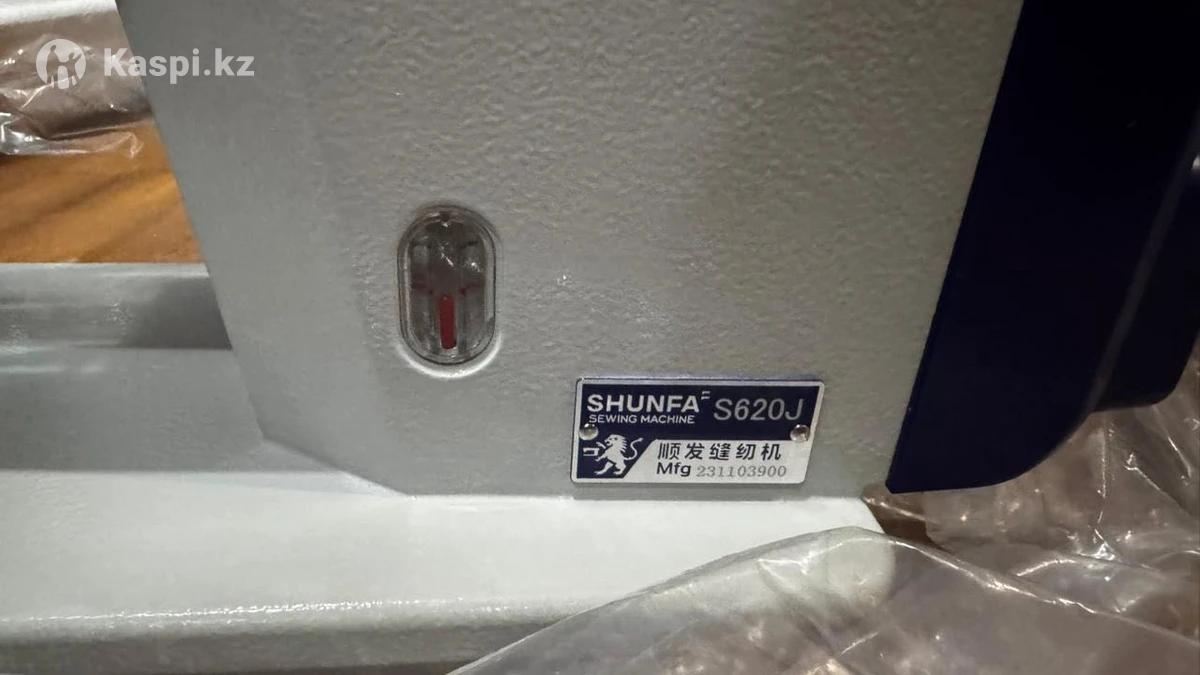 Kaspi.kz
SHUNFA S620J
SEWING MACHINE
顺发缝纫机
Mfg 231103900